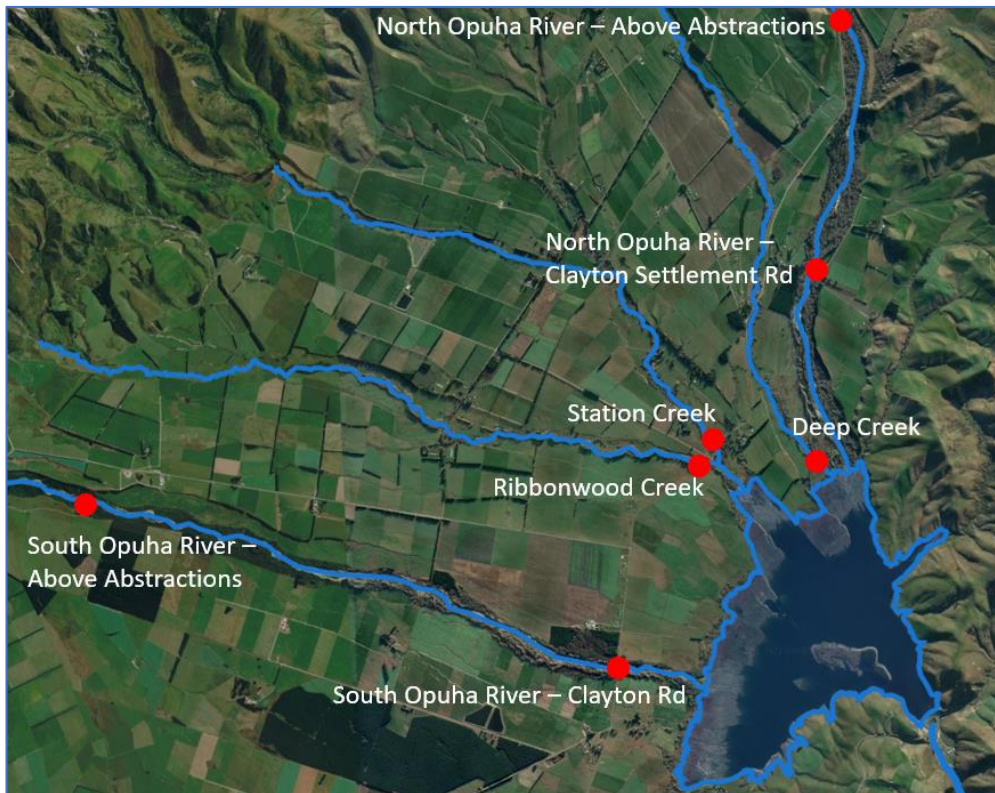 North Opuha River – Above Abstractions
North Opuha River –
Clayton Settlement Rd
Station Creek
Deep Creek
Ribbonwood Creek
South Opuha River –
Above Abstractions
South Opuha River – Clayton Rd